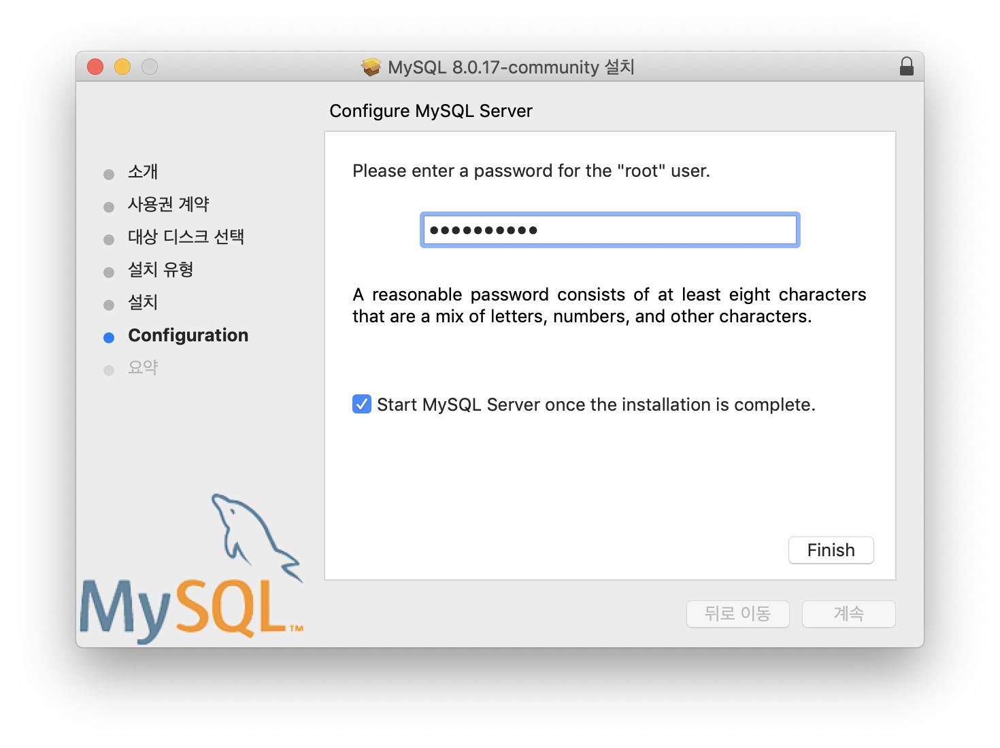 MySQL 8.0.17-community 설치
Configure MySQL Server
소개
사용권 계약
대상 디스크 선택
설치 유형
설치
Configuration
요약
Please enter a password for the "root" user.
••••••••••
A reasonable password consists of at least eight characters
that are a mix of letters, numbers, and other characters.
Start MySQL Server once the installation is complete.
Finish
MySQL™
뒤로 이동
계속